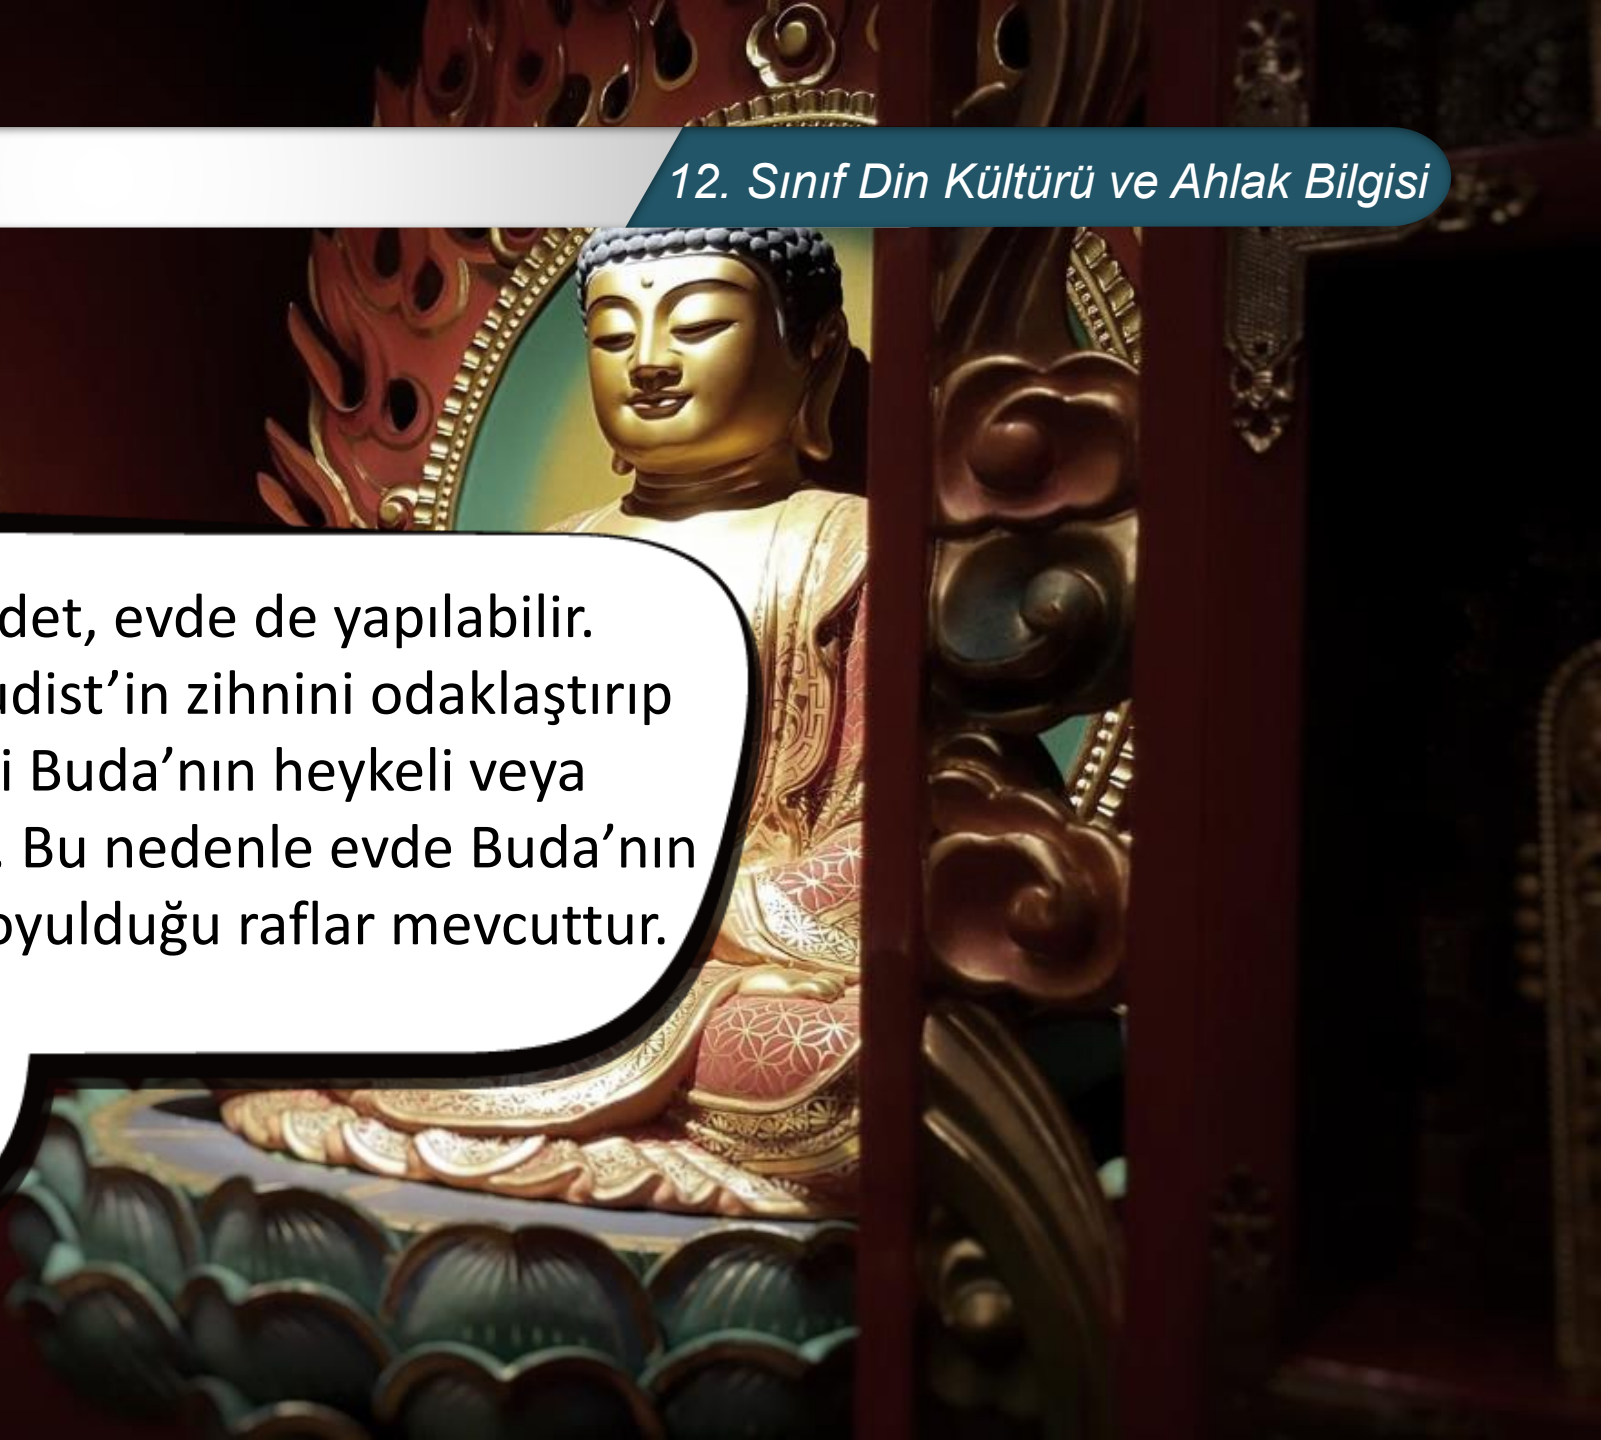 12. Sınıf Din Kültürü ve Ahlak Bilgisi
det, evde de yapılabilir.
udist’in zihnini odaklaştırıp
i Buda’nın heykeli veya
. Bu nedenle evde Buda’nın
oyulduğu raflar mevcuttur.